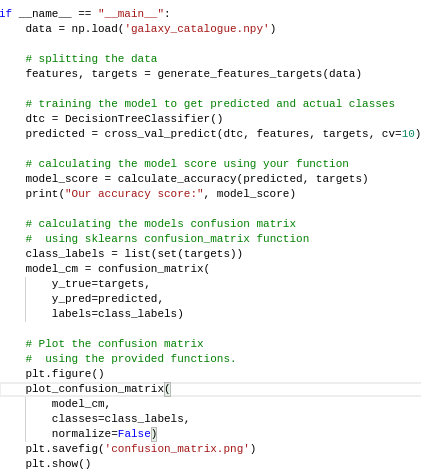 if __name__ == "__main__":
    data = np.load('galaxy_catalogue.npy')

    # splitting the data
    features, targets = generate_features_targets(data)

    # training the model to get predicted and actual classes
    dtc = DecisionTreeClassifier()
    predicted = cross_val_predict(dtc, features, targets, cv=10)

    # calculating the model score using your function
    model_score = calculate_accuracy(predicted, targets)
    print("Our accuracy score:", model_score)

    # calculating the models confusion matrix
    #  using sklearns confusion_matrix function
    class_labels = list(set(targets))
    model_cm = confusion_matrix(
        y_true=targets,
        y_pred=predicted,
        labels=class_labels)

    # Plot the confusion matrix
    #  using the provided functions.
    plt.figure()
    plot_confusion_matrix(
        model_cm,
        classes=class_labels,
        normalize=False)
    plt.savefig('confusion_matrix.png')
    plt.show()